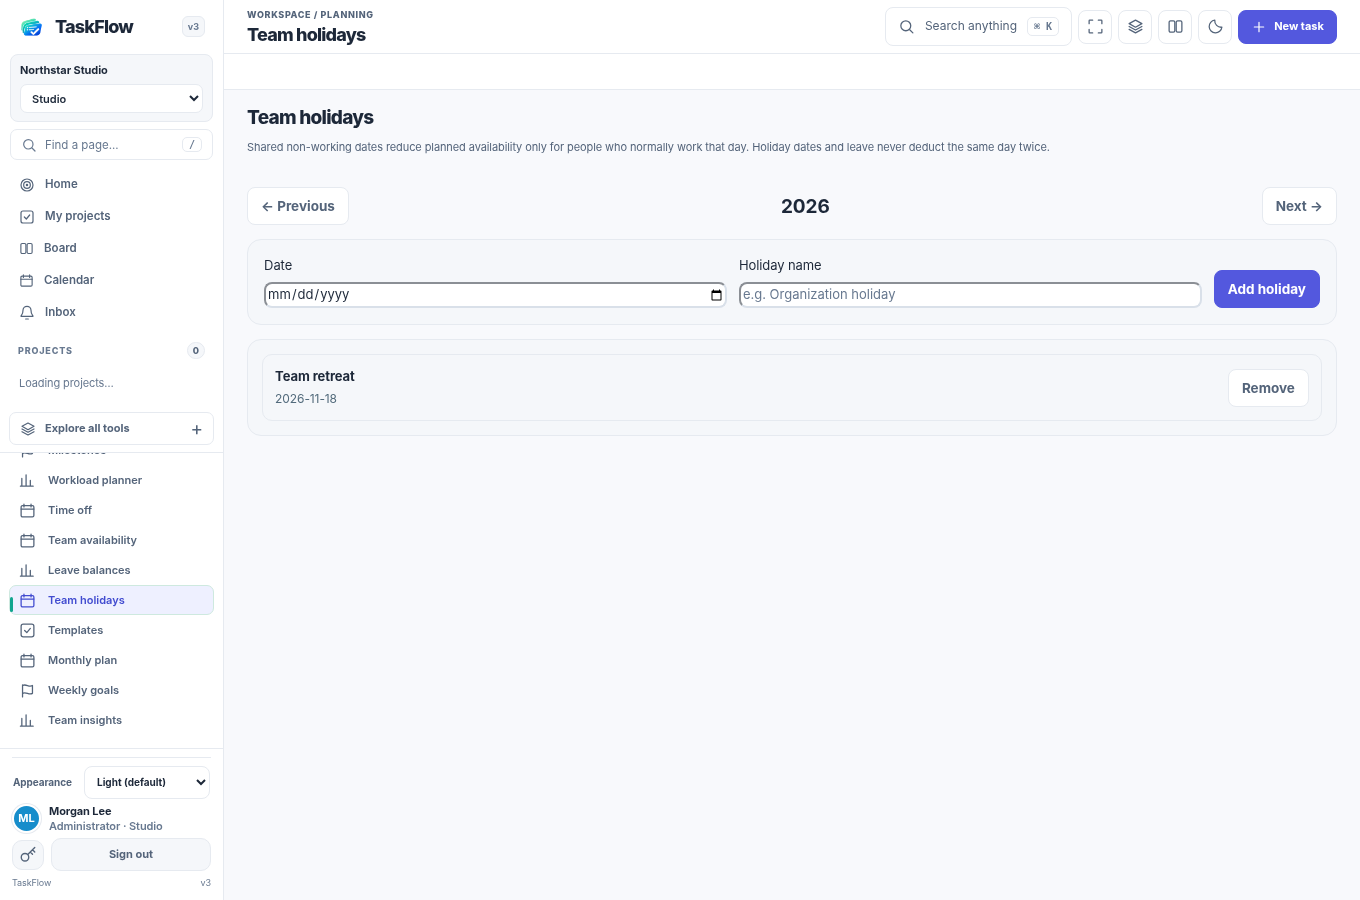 TaskFlow
v3
Northstar Studio
Studio
Find a page...
/
Home
My projects
Board
Calendar
Inbox
PROJECTS
0
Loading projects...
Explore all tools
+
Milestones
Workload planner
Time off
Team availability
Leave balances
Team holidays
Templates
Monthly plan
Weekly goals
Team insights
Appearance
Light (default)
ML
Morgan Lee
Administrator · Studio
Sign out
TaskFlow
v3
WORKSPACE / PLANNING
Team holidays
Search anything
⌘ K
+ New task
Team holidays
Shared non-working dates reduce planned availability only for people who normally work that day. Holiday dates and leave never deduct the same day twice.
← Previous
2026
Next →
Date
Holiday name
mm/dd/yyyy
e.g. Organization holiday
Add holiday
Team retreat
2026-11-18
Remove